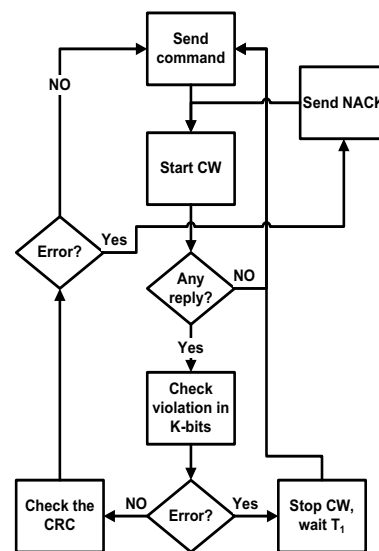 Send
command
NO
Send NACK
Start CW
Error?
Yes
Any
reply?
NO
Yes
Check
violation in
K-bits
Check the
CRC
NO
Error?
Yes
Stop CW,
wait T₁